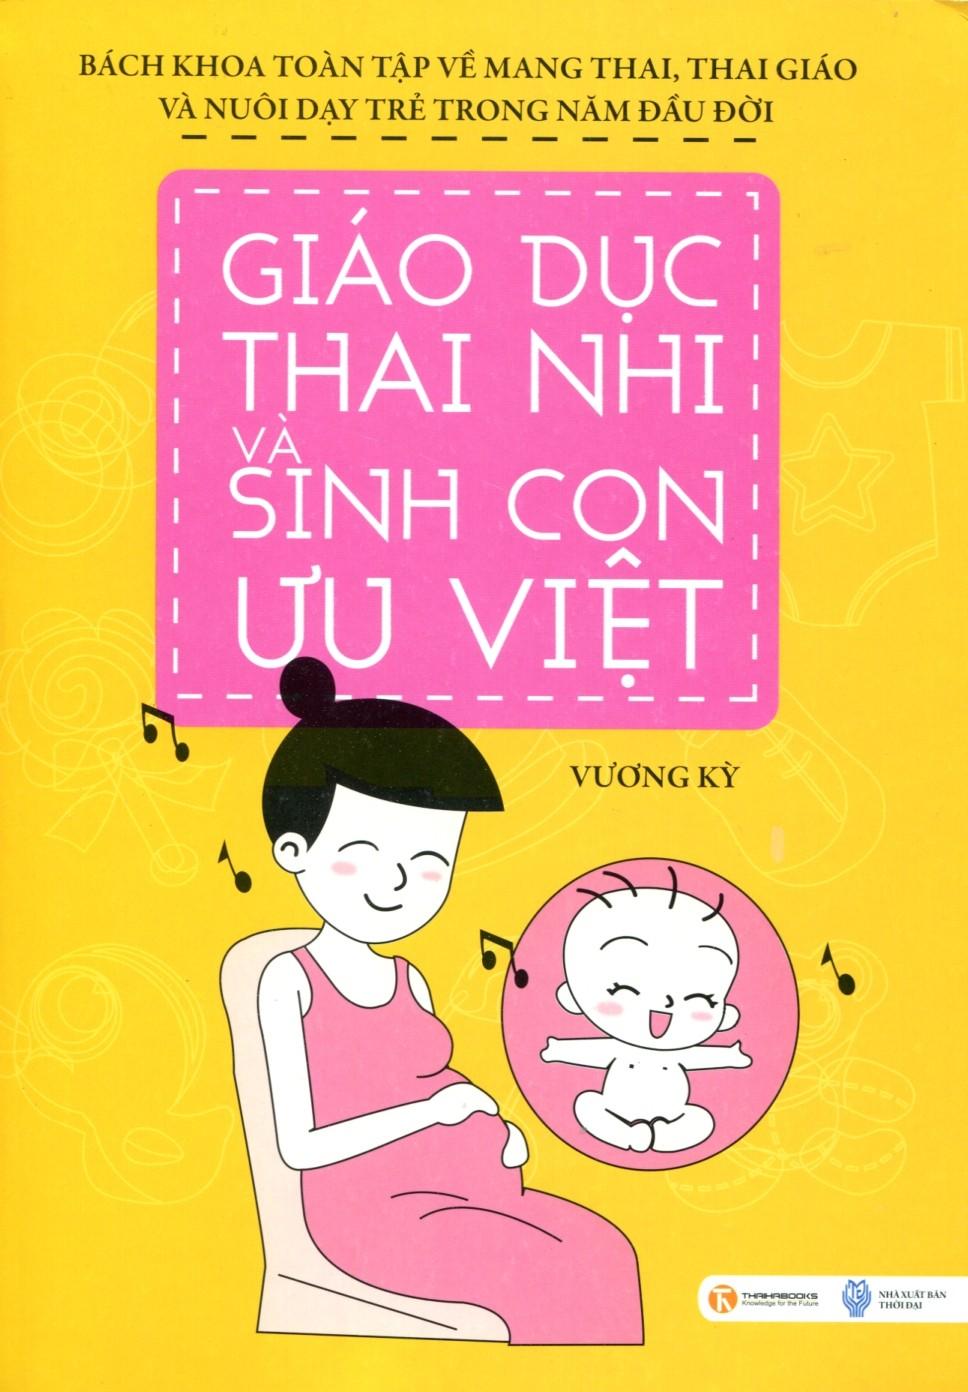 BÁCH KHOA TOÀN TẬP VỀ MANG THAI, THAI GIÁO
VÀ NUÔI DẠY TRẺ TRONG NĂM ĐẦU ĐỜI
GIÁO DỤC
THAI NHI
VÀ
SINH CON
ƯU VIỆT
VƯƠNG KỲ
THAIHABOOKS
Knowledge for the Future
NHÀ XUẤT BẢN
THỜI ĐẠI